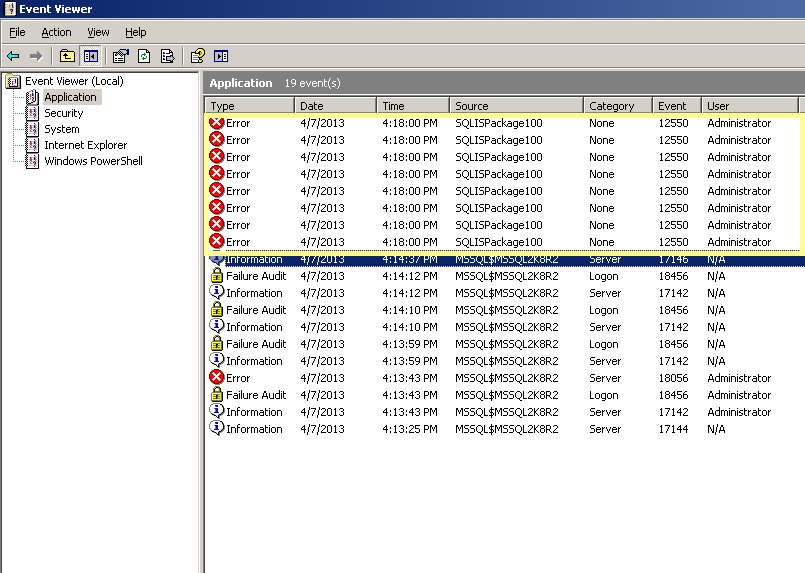 Event Viewer
File Action View Help
Event Viewer (Local)
Application
Security
System
Internet Explorer
Windows PowerShell
Application 19 event(s)
Type Date Time Source Category Event User
Error 4/7/2013 4:18:00 PM SQLISPackage100 None 12550 Administrator
Error 4/7/2013 4:18:00 PM SQLISPackage100 None 12550 Administrator
Error 4/7/2013 4:18:00 PM SQLISPackage100 None 12550 Administrator
Error 4/7/2013 4:18:00 PM SQLISPackage100 None 12550 Administrator
Error 4/7/2013 4:18:00 PM SQLISPackage100 None 12550 Administrator
Error 4/7/2013 4:18:00 PM SQLISPackage100 None 12550 Administrator
Error 4/7/2013 4:18:00 PM SQLISPackage100 None 12550 Administrator
Error 4/7/2013 4:18:00 PM SQLISPackage100 None 12550 Administrator
Information 4/7/2013 4:14:37 PM MSSQL$MSSQL2K8R2 Server 17146 N/A
Failure Audit 4/7/2013 4:14:12 PM MSSQL$MSSQL2K8R2 Logon 18456 N/A
Information 4/7/2013 4:14:12 PM MSSQL$MSSQL2K8R2 Server 17142 N/A
Failure Audit 4/7/2013 4:14:10 PM MSSQL$MSSQL2K8R2 Logon 18456 N/A
Information 4/7/2013 4:14:10 PM MSSQL$MSSQL2K8R2 Server 17142 N/A
Failure Audit 4/7/2013 4:13:59 PM MSSQL$MSSQL2K8R2 Logon 18456 N/A
Information 4/7/2013 4:13:59 PM MSSQL$MSSQL2K8R2 Server 17142 N/A
Error 4/7/2013 4:13:43 PM MSSQL$MSSQL2K8R2 Server 18056 Administrator
Failure Audit 4/7/2013 4:13:43 PM MSSQL$MSSQL2K8R2 Logon 18456 Administrator
Information 4/7/2013 4:13:43 PM MSSQL$MSSQL2K8R2 Server 17142 Administrator
Information 4/7/2013 4:13:25 PM MSSQL$MSSQL2K8R2 Server 17144 N/A